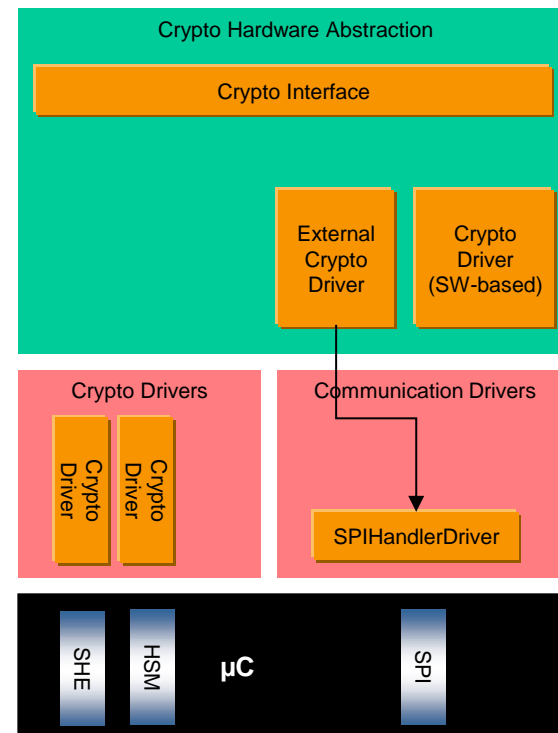 Crypto Hardware Abstraction
Crypto Interface
External
Crypto
Driver
Crypto
Driver
(SW-based)
Crypto Drivers
Communication Drivers
Crypto
Driver
Crypto
Driver
SPIHandlerDriver
SHE
HSM
µC
SPI